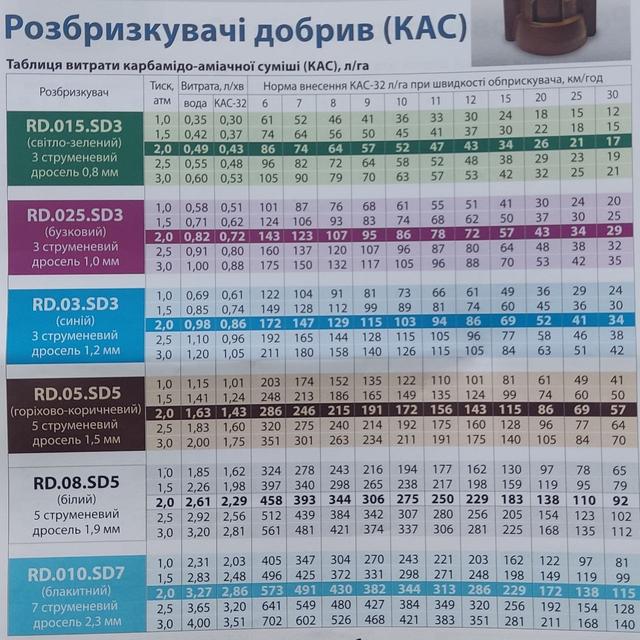 Розбризкувачі добрив (КАС)
Таблиця витрати карбамідо-аміачної суміші (КАС), л/га
Розбризкувач Тиск, атм Витрата, л/хв вода КАС-32 Норма внесення КАС-32 л/га при швидкості обприскувача, км/год
6 7 8 9 10 11 12 15 20 25 30
RD.015.SD3
(світло-зелений)
3 струменевий
дросель 0,8 мм
1,0 0,35 0,30 61 52 46 41 36 33 30 24 18 15 12
1,5 0,42 0,37 74 64 56 50 45 41 37 30 22 18 15
2,0 0,49 0,43 86 74 64 57 52 47 43 34 26 21 17
2,5 0,55 0,48 96 82 72 64 58 52 48 38 29 23 19
3,0 0,60 0,53 105 90 79 70 63 57 53 42 32 25 21
RD.025.SD3
(бузковий)
3 струменевий
дросель 1,0 мм
1,0 0,58 0,51 101 87 76 68 61 55 51 41 30 24 20
1,5 0,71 0,62 124 106 93 83 74 68 62 50 37 30 25
2,0 0,82 0,72 143 123 107 95 86 78 72 57 43 34 29
2,5 0,91 0,80 160 137 120 107 96 87 80 64 48 38 32
3,0 1,00 0,88 175 150 132 117 105 96 88 70 53 42 35
RD.03.SD3
(синій)
3 струменевий
дросель 1,2 мм
1,0 0,69 0,61 122 104 91 81 73 66 61 49 36 29 24
1,5 0,85 0,74 149 128 112 99 89 81 74 60 45 36 30
2,0 0,98 0,86 172 147 129 115 103 94 86 69 52 41 34
2,5 1,10 0,96 192 165 144 128 115 105 96 77 58 46 38
3,0 1,20 1,05 211 180 158 140 126 115 105 84 63 51 42
RD.05.SD5
(горіхово-коричневий)
5 струменевий
дросель 1,5 мм
1,0 1,15 1,01 203 174 152 135 122 110 101 81 61 49 41
1,5 1,41 1,24 248 213 186 165 149 135 124 99 74 60 50
2,0 1,63 1,43 286 246 215 191 172 156 143 115 86 69 57
2,5 1,83 1,60 320 275 240 214 192 175 160 128 96 77 64
3,0 2,00 1,75 351 301 263 234 211 191 175 140 105 84 70
RD.08.SD5
(білий)
5 струменевий
дросель 1,9 мм
1,0 1,85 1,62 324 278 243 216 194 177 162 130 97 78 65
1,5 2,26 1,98 397 340 298 265 238 217 198 159 119 95 79
2,0 2,61 2,29 458 393 344 306 275 250 229 183 138 110 92
2,5 2,92 2,56 512 439 384 342 307 280 256 205 154 123 102
3,0 3,20 2,81 561 481 421 374 337 306 281 225 168 135 112
RD.010.SD7
(блакитний)
7 струменевий
дросель 2,3 мм
1,0 2,31 2,03 405 347 304 270 243 221 203 162 122 97 81
1,5 2,83 2,48 496 425 372 331 298 271 248 198 149 119 99
2,0 3,27 2,86 573 491 430 382 344 313 286 229 172 138 115
2,5 3,65 3,20 641 549 480 427 384 349 320 256 192 154 128
3,0 4,00 3,51 702 602 526 468 421 382 351 281 211 168 140